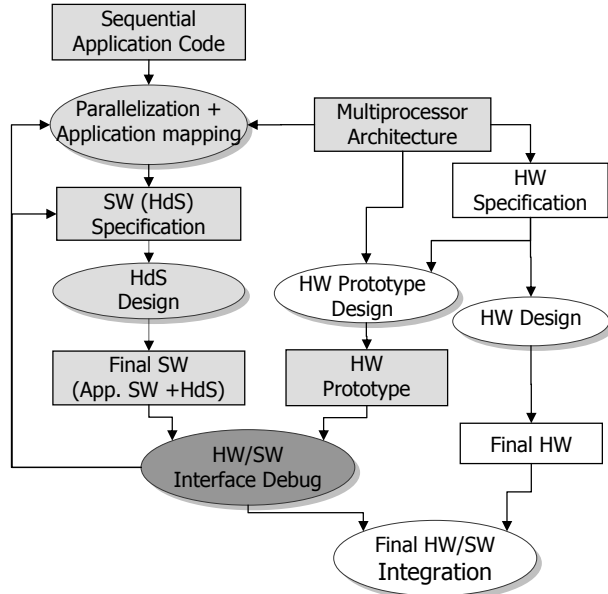 Sequential
Application Code
Parallelization +
Application mapping
Multiprocessor
Architecture
SW (HdS)
Specification
HW
Specification
HdS
Design
HW Prototype
Design
HW Design
Final SW
(App. SW +HdS)
HW
Prototype
Final HW
HW/SW
Interface Debug
Final HW/SW
Integration